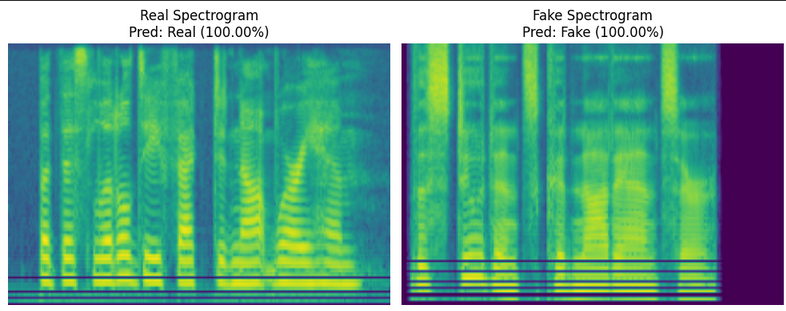 Real Spectrogram
Pred: Real (100.00%)
Fake Spectrogram
Pred: Fake (100.00%)